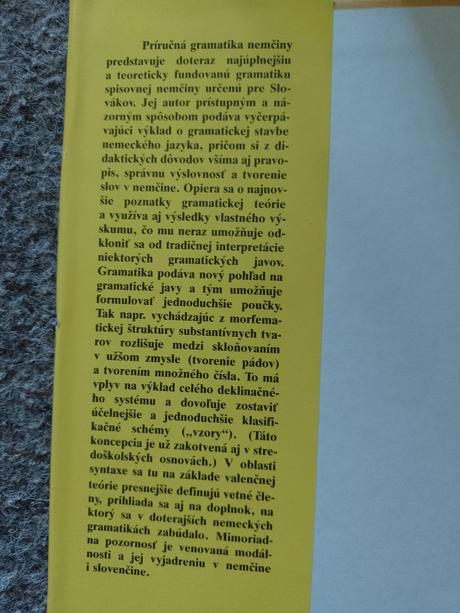 Príručná gramatika nemčiny
predstavuje doteraz najúplnejšiu
a teoreticky fundovanú gramatiku
spisovnej nemčiny určenú pre Slo-
vákov. Jej autor prístupným a ná-
zorným spôsobom podáva vyčerpá-
vajúci výklad o gramatickej stavbe
nemeckého jazyka, pričom si z di-
daktických dôvodov všíma aj pravo-
pis, správnu výslovnosť a tvorenie
slov v nemčine. Opiera sa o najnov-
šie poznatky gramatickej teórie
a využíva aj výsledky vlastného vý-
skumu, čo mu neraz umožňuje od-
kloniť sa od tradičnej interpretácie
niektorých gramatických javov.
Gramatika podáva nový pohľad na
gramatické javy a tým umožňuje
formulovať jednoduchšie poučky.
Tak napr. vychádzajúc z morfema-
tickej štruktúry substantívnych tva-
rov rozlišuje medzi skloňovaním
v užšom zmysle (tvorenie pádov)
a tvorením množného čísla. To má
vplyv na výklad celého deklinačné-
ho systému a dovoľuje zostaviť
účelnejšie a jednoduchšie klasifi-
kačné schémy („vzory“). (Táto
koncepcia je už zakotvená aj v stre-
doškolských osnovách.) V oblasti
syntaxe sa tu na základe valenčnej
teórie presnejšie definujú vetné čle-
ny, prihliada sa aj na doplnok, na
ktorý sa v doterajších nemeckých
gramatikách zabúdalo. Mimoriad-
na pozornosť je venovaná modál-
nosti a jej vyjadreniu v nemčine
i slovenčine.